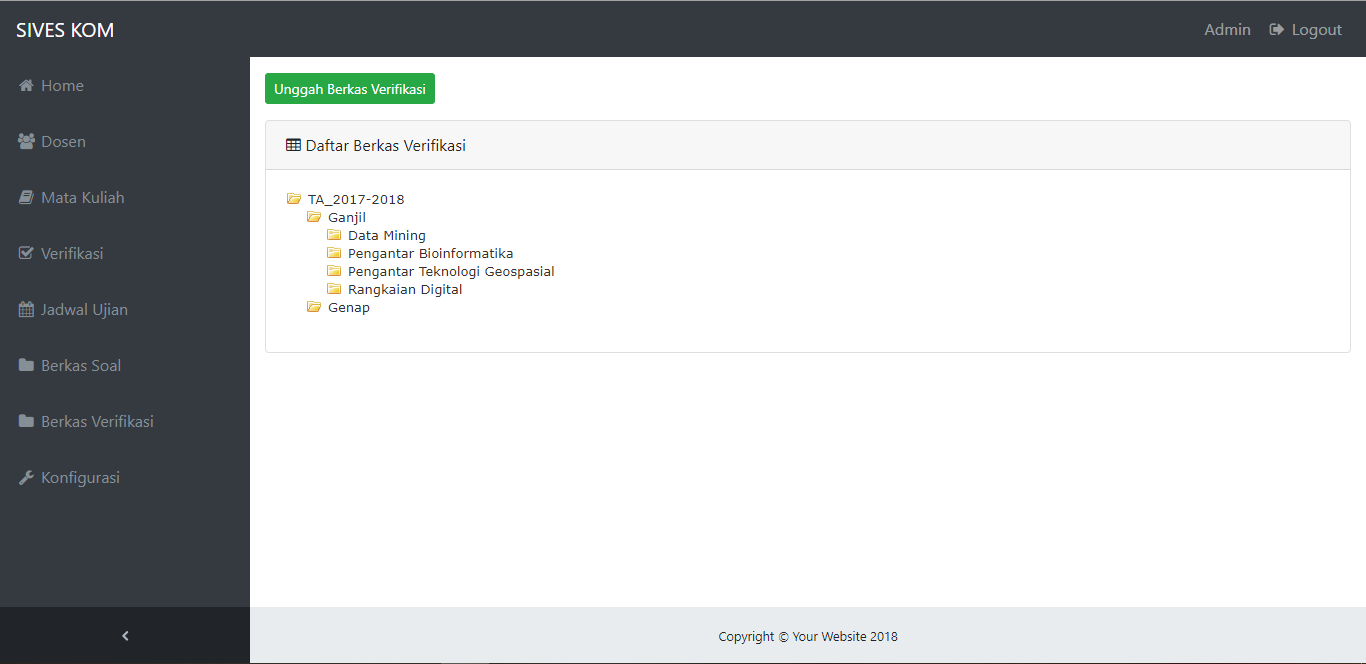 SIVES KOM
Admin
Logout
Home
Dosen
Mata Kuliah
Verifikasi
Jadwal Ujian
Berkas Soal
Berkas Verifikasi
Konfigurasi
Unggah Berkas Verifikasi
Daftar Berkas Verifikasi
TA_2017-2018
Ganjil
Data Mining
Pengantar Bioinformatika
Pengantar Teknologi Geospasial
Rangkaian Digital
Genap
Copyright © Your Website 2018